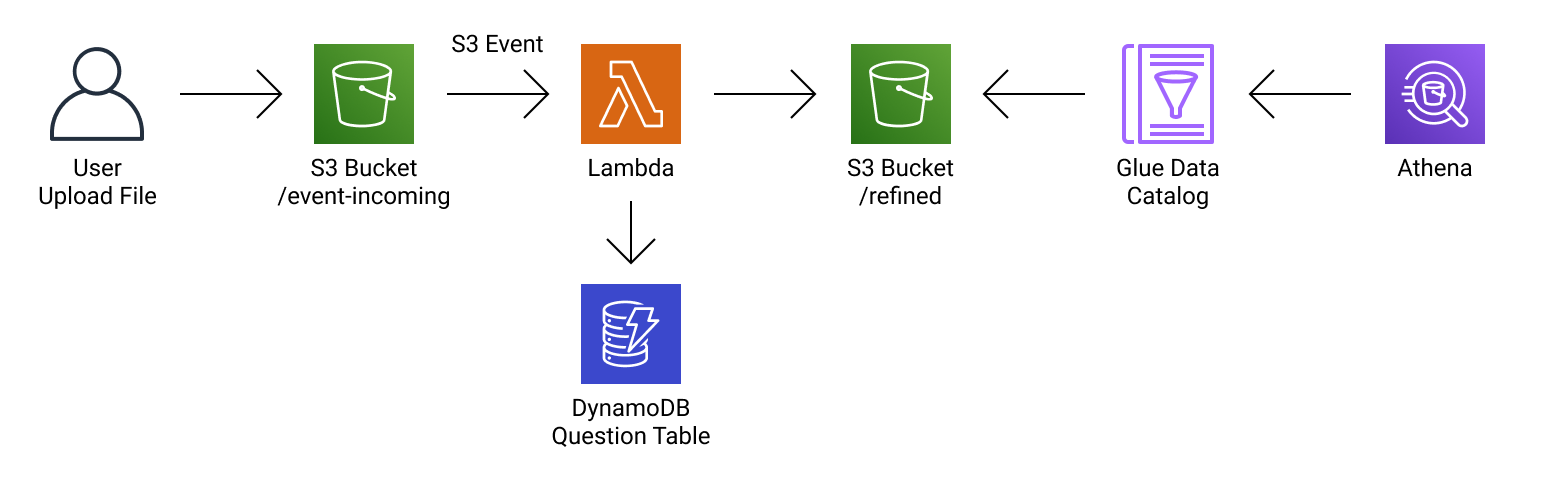 S3 Event
User
Upload File
S3 Bucket
/event-incoming
Lambda
S3 Bucket
/refined
Glue Data
Catalog
Athena
DynamoDB
Question Table